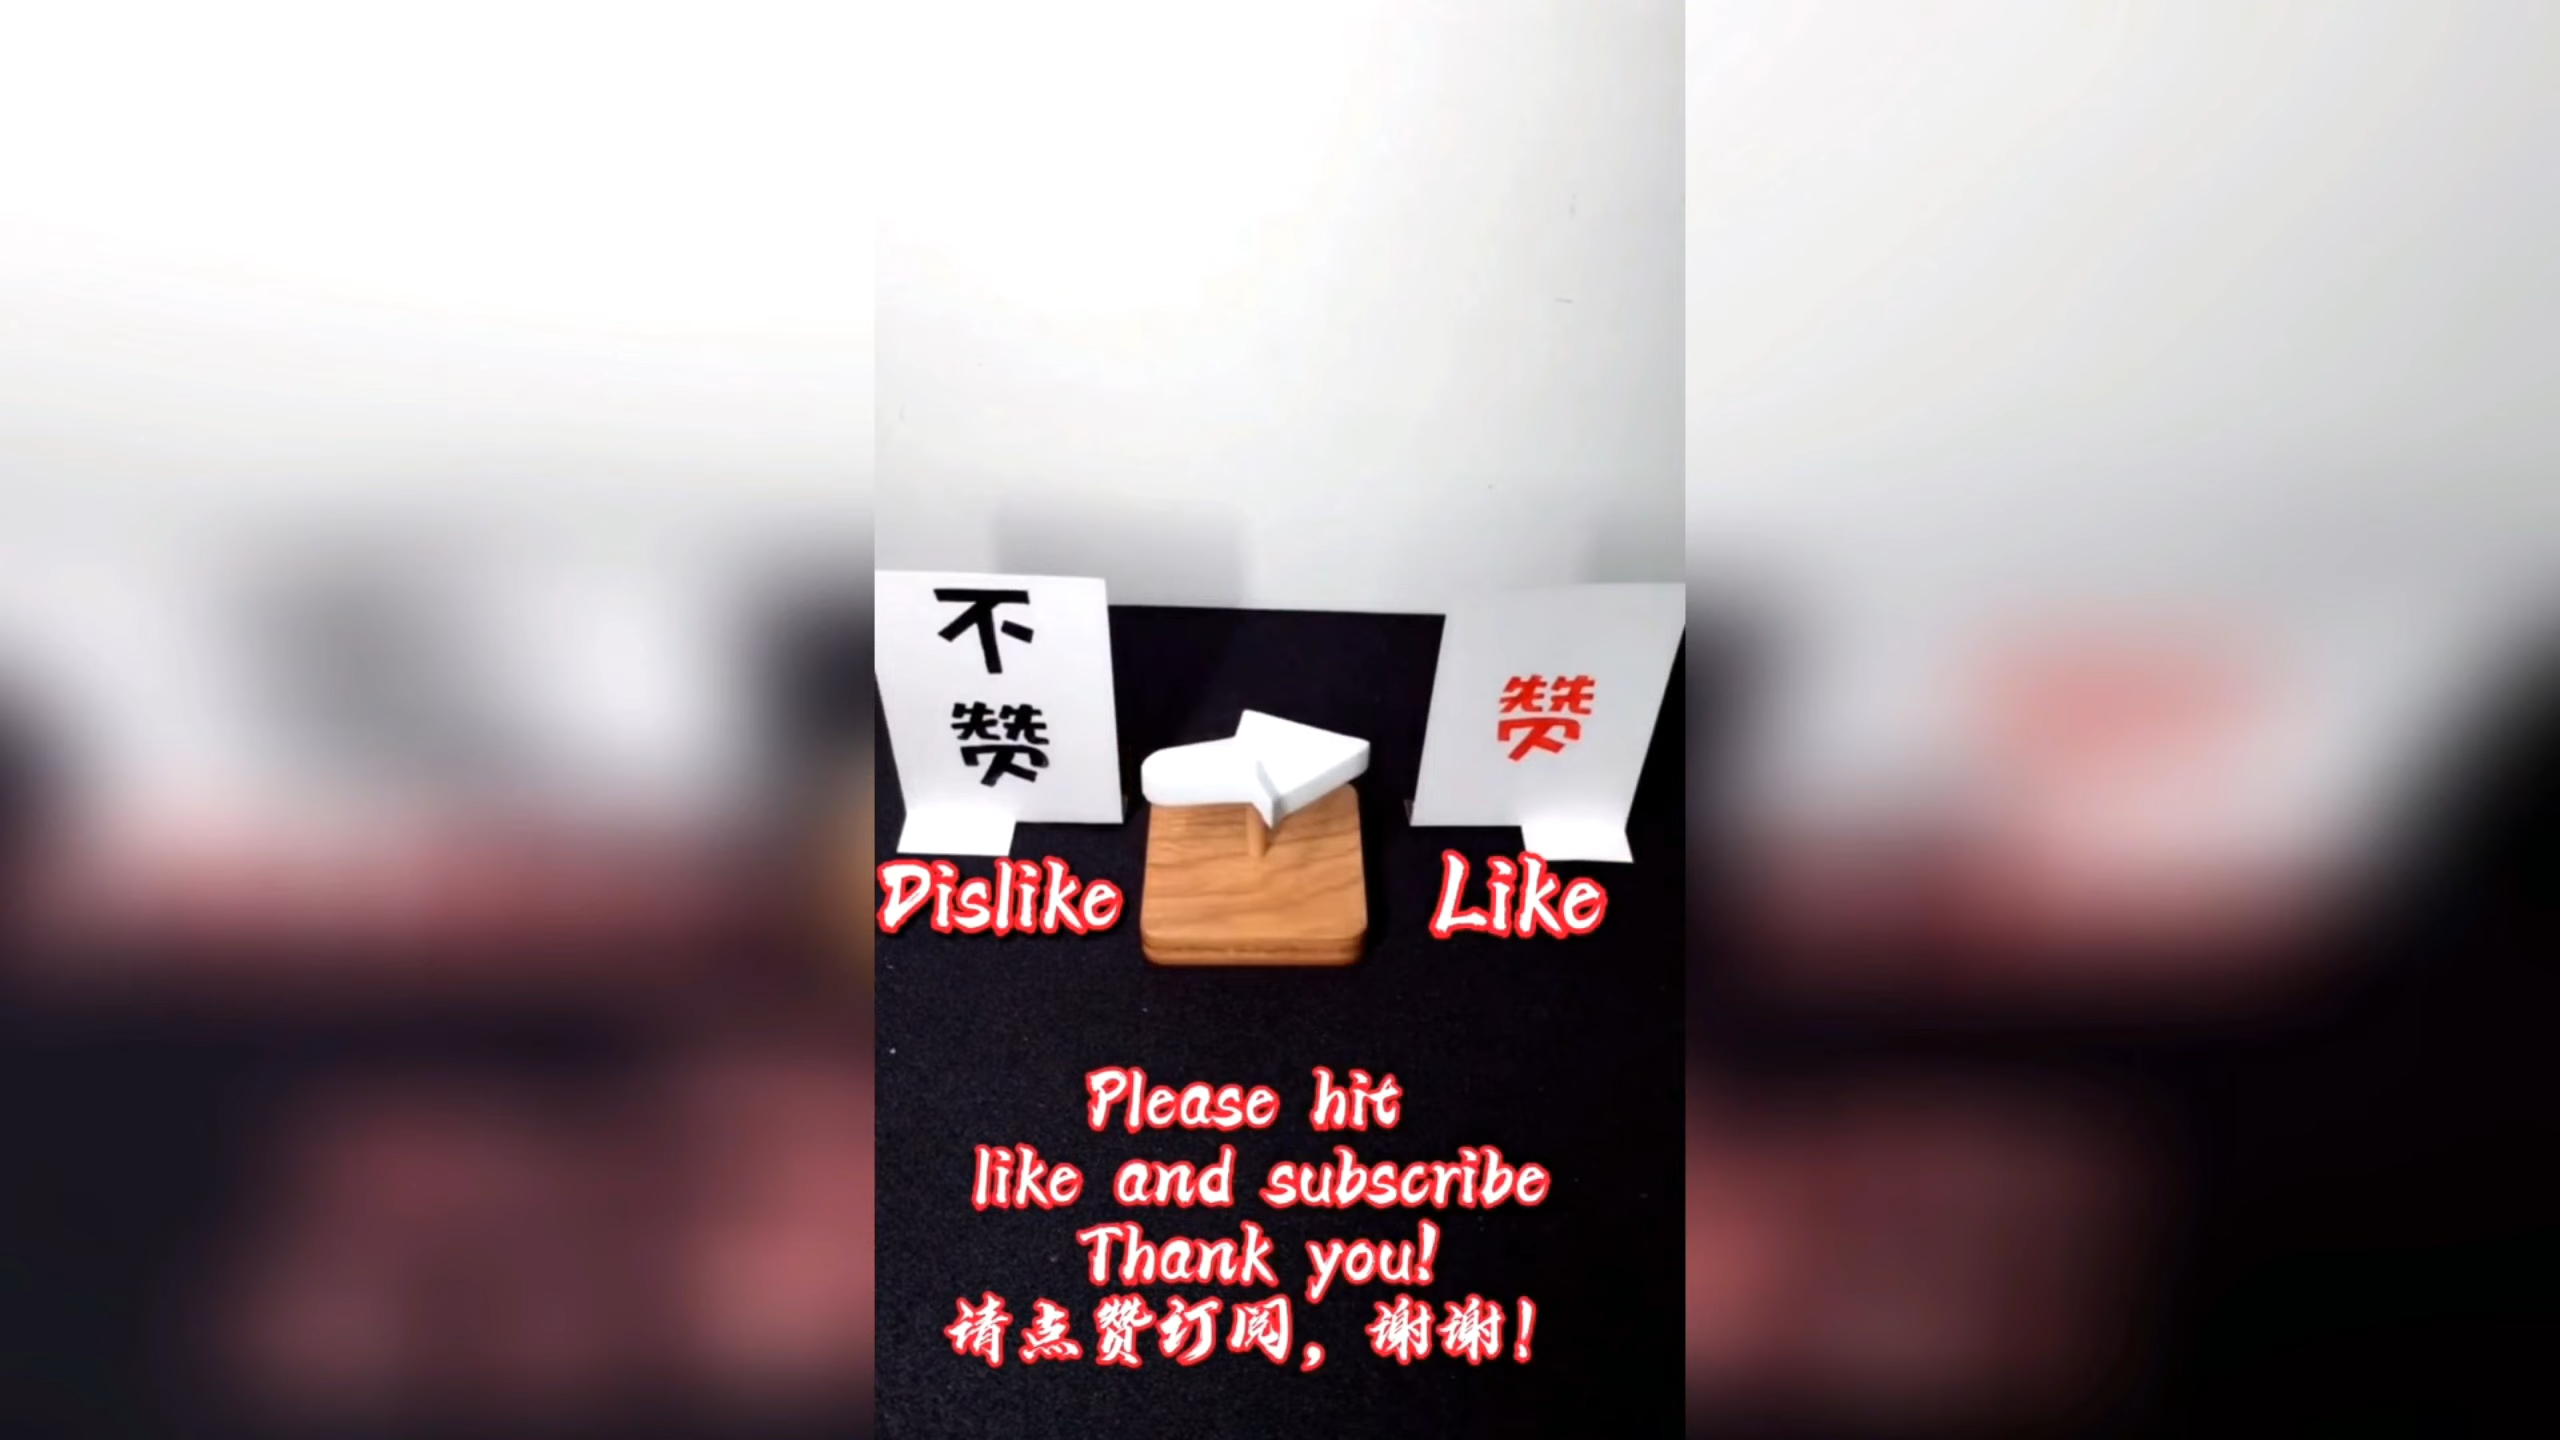 不
赞
赞
Dislike
Like
Please hit
like and subscribe
Thank you!
请点赞订阅，谢谢！